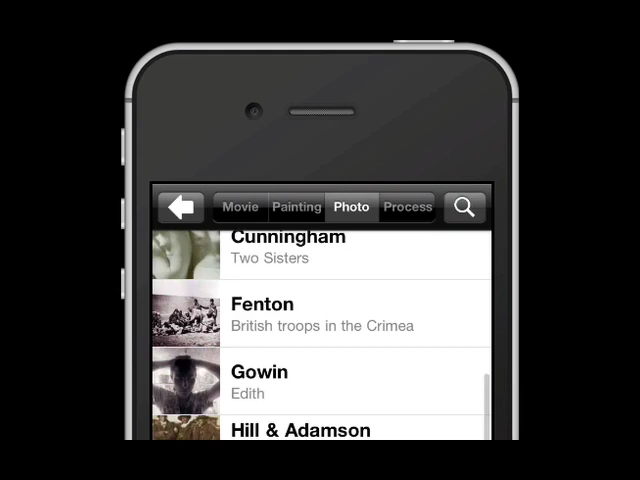 Movie Painting Photo Process
Cunningham
Two Sisters
Fenton
British troops in the Crimea
Gowin
Edith
Hill & Adamson